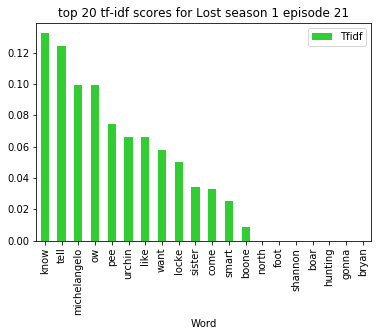 top 20 tf-idf scores for Lost season 1 episode 21
Tfidf
0.12
0.10
0.08
0.06
0.04
0.02
0.00
know
tell
michelangelo
ow
pee
urchin
like
want
locke
sister
come
smart
boone
north
foot
shannon
boar
hunting
gonna
bryan
Word